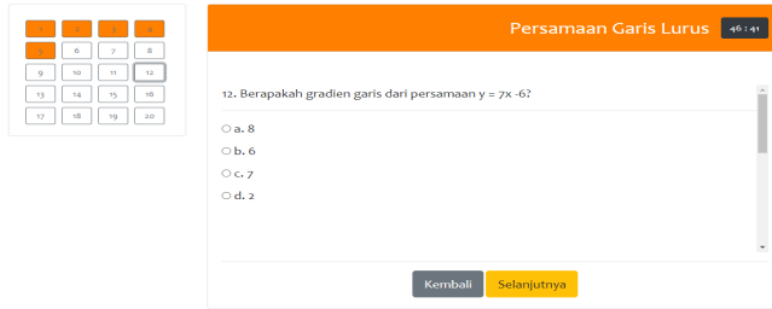 Persamaan Garis Lurus 46 : 41
1 2 3 4
5 6 7 8
9 10 11 12
13 14 15 16
17 18 19 20
12. Berapakah gradien garis dari persamaan y = 7x -6?
a. 8
b. 6
c. 7
d. 2
Kembali Selanjutnya